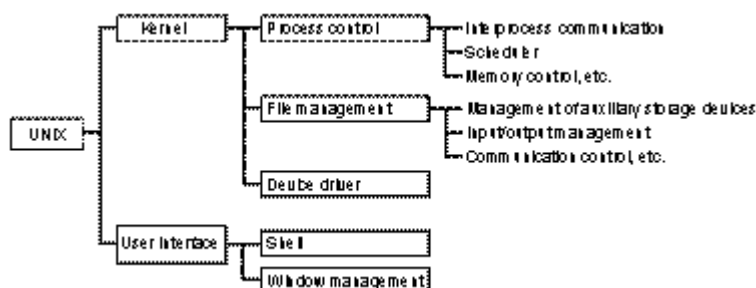 UNIX
Kernel
Process control
Interprocess communication
Scheduler
Memory control, etc.
File management
Management of auxiliary storage devices
Input/output management
Communication control, etc.
Device driver
User interface
Shell
Window management